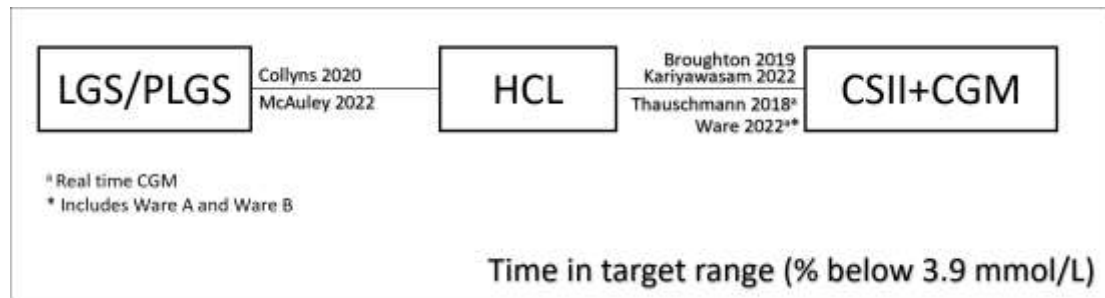 LGS/PLGS
Collyns 2020
McAuley 2022
HCL
Broughton 2019
Kariyawasam 2022
Thauschmann 2018ᵃ
Ware 2022ᵃ*
CSII+CGM
ᵃ Real time CGM
* Includes Ware A and Ware B
Time in target range (% below 3.9 mmol/L)